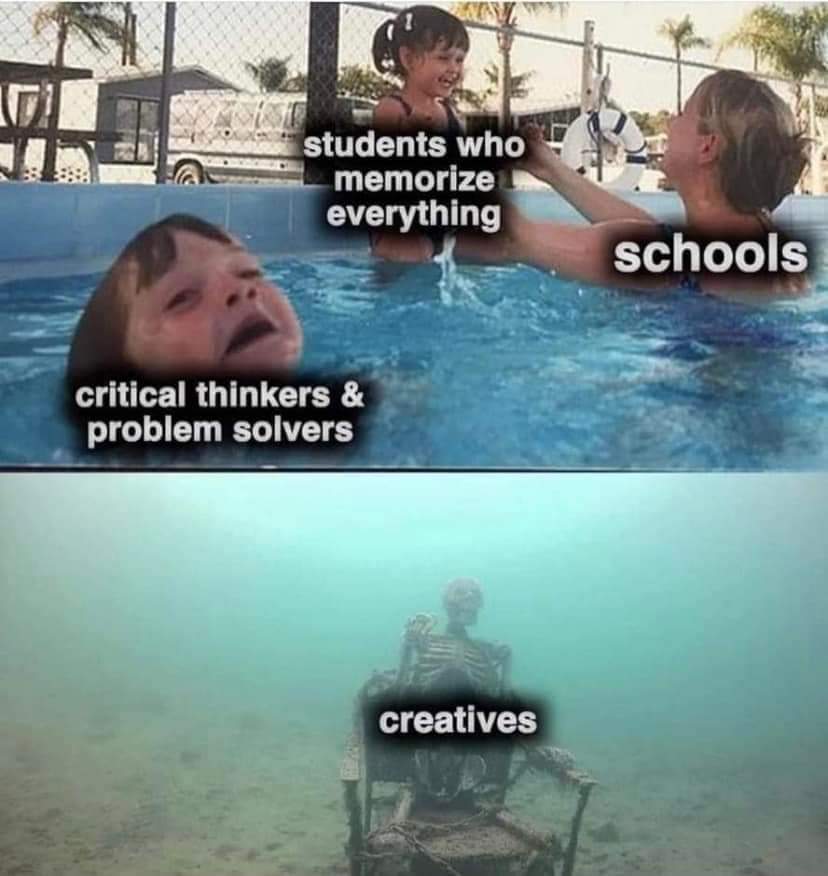 students who
memorize
everything
schools
critical thinkers &
problem solvers
creatives